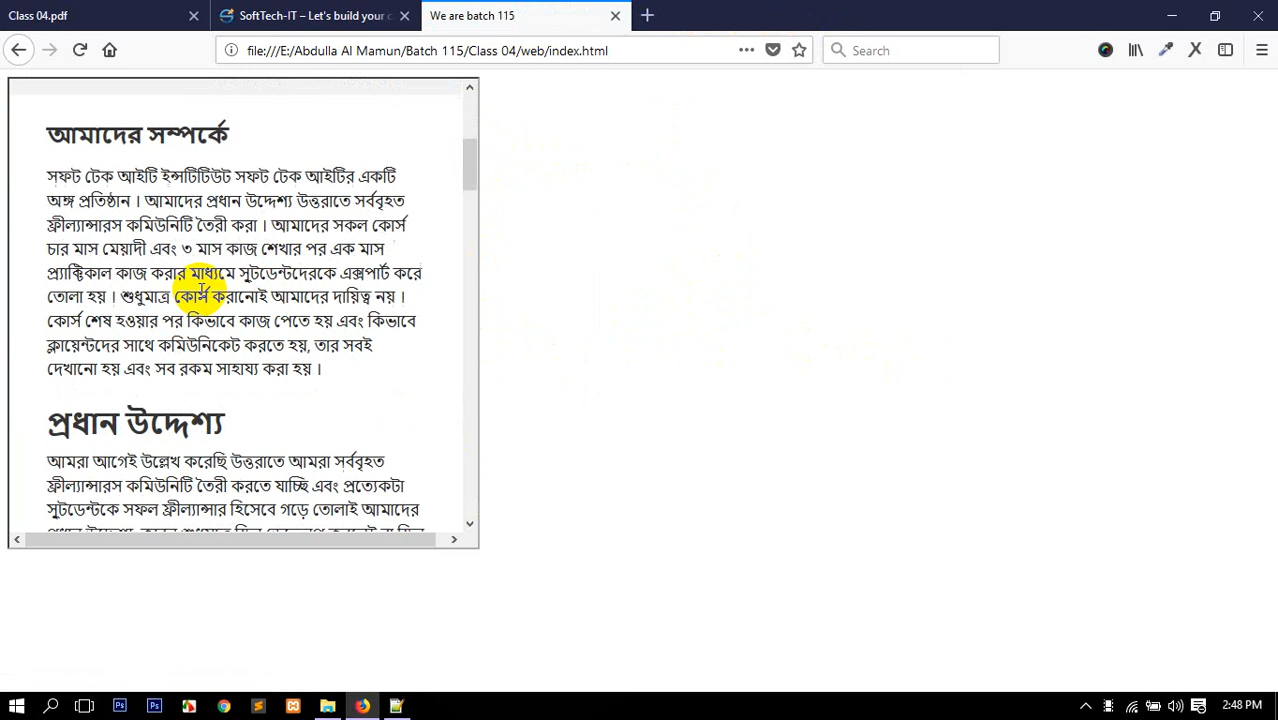 Class 04.pdf
SoftTech-IT – Let's build your c
We are batch 115
file:///E:/Abdulla Al Mamun/Batch 115/Class 04/web/index.html
Search
আমাদের সম্পর্কে
সফট টেক আইটি ইন্সটিটিউট সফট টেক আইটির একটি
অঙ্গ প্রতিষ্ঠান । আমাদের প্রধান উদ্দেশ্য উত্তরাতে সর্ববৃহত
ফ্রীল্যান্সারস কমিউনিটি তৈরী করা । আমাদের সকল কোর্স
চার মাস মেয়াদী এবং ৩ মাস কাজ শেখার পর এক মাস
প্র্যাক্টিকাল কাজ করার মাধ্যমে সুটডেন্টদেরকে এক্সপার্ট করে
তোলা হয় । শুধুমাত্র কোর্স করানোই আমাদের দায়িত্ব নয় ।
কোর্স শেষ হওয়ার পর কিভাবে কাজ পেতে হয় এবং কিভাবে
ক্লায়েন্টদের সাথে কমিউনিকেট করতে হয়, তার সবই
দেখানো হয় এবং সব রকম সাহায্য করা হয় ।
প্রধান উদ্দেশ্য
আমরা আগেই উল্লেখ করেছি উত্তরাতে আমরা সর্ববৃহত
ফ্রীল্যান্সারস কমিউনিটি তৈরী করতে যাচ্ছি এবং প্রত্যেকটা
সুটডেন্টকে সফল ফ্রীল্যান্সার হিসেবে গড়ে তোলাই আমাদের
2:48 PM